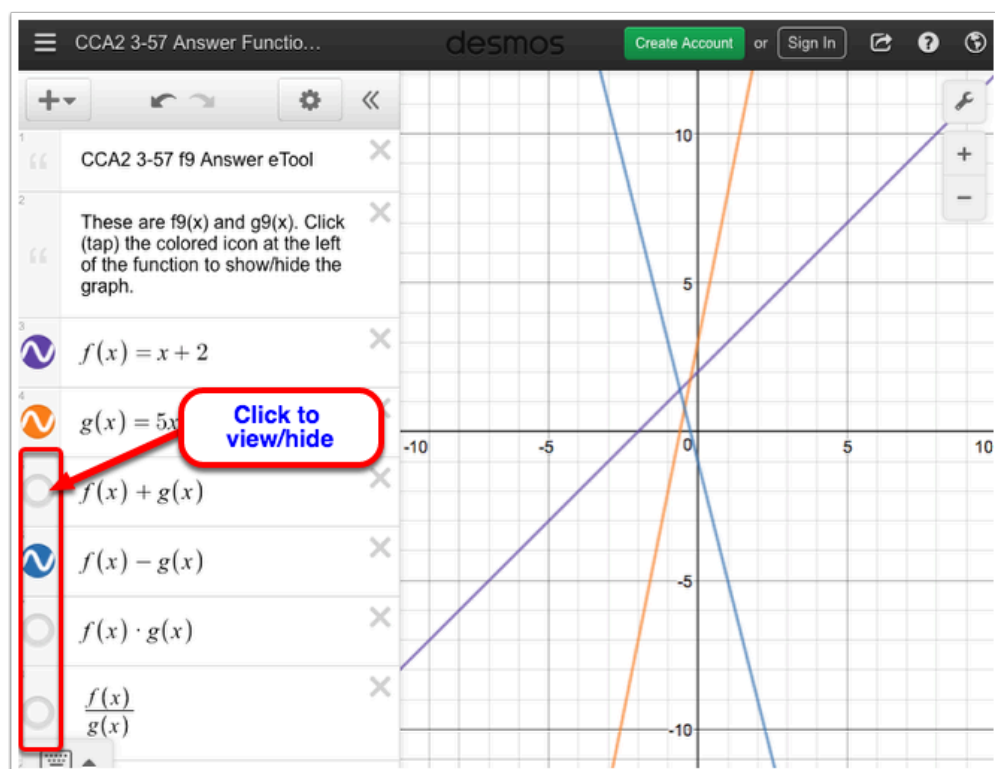 CCA2 3-57 Answer Functio...
desmos
Create Account
or
Sign In
1
CCA2 3-57 f9 Answer eTool
2
These are f9(x) and g9(x). Click
(tap) the colored icon at the left
of the function to show/hide the
graph.
3
f(x) = x + 2
4
g(x) = 5x
Click to
view/hide
f(x) + g(x)
f(x) − g(x)
f(x) · g(x)
f(x)
g(x)
10
5
-10
-5
0
5
10
-5
-10